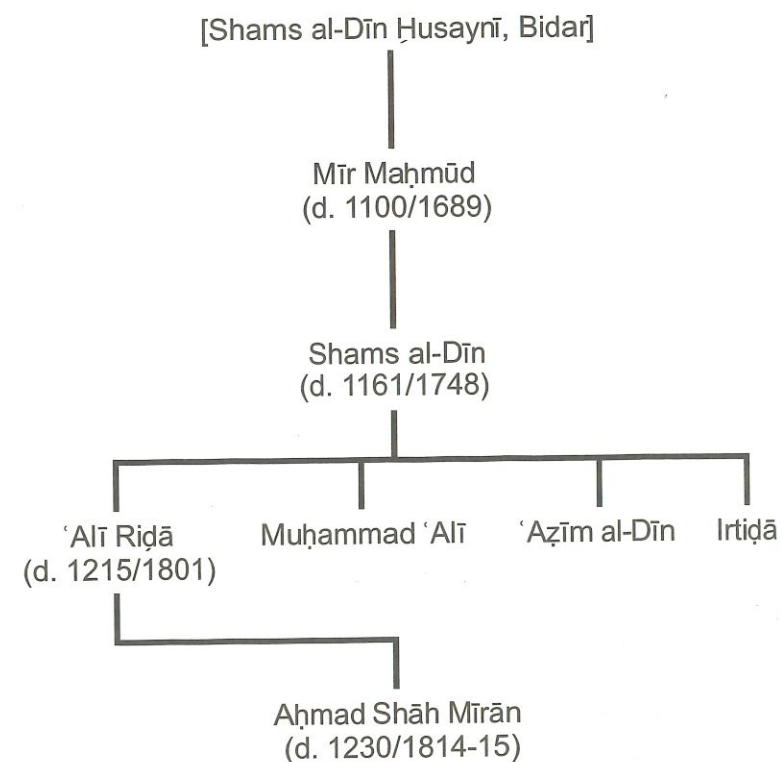 [Shams al-Dīn Ḥusaynī, Bidar]
Mīr Maḥmūd
(d. 1100/1689)
Shams al-Dīn
(d. 1161/1748)
ʿAlī Riḍā
(d. 1215/1801)
Muḥammad ʿAlī
ʿAẓīm al-Dīn
Irtiḍā
Aḥmad Shāh Mīrān
(d. 1230/1814-15)